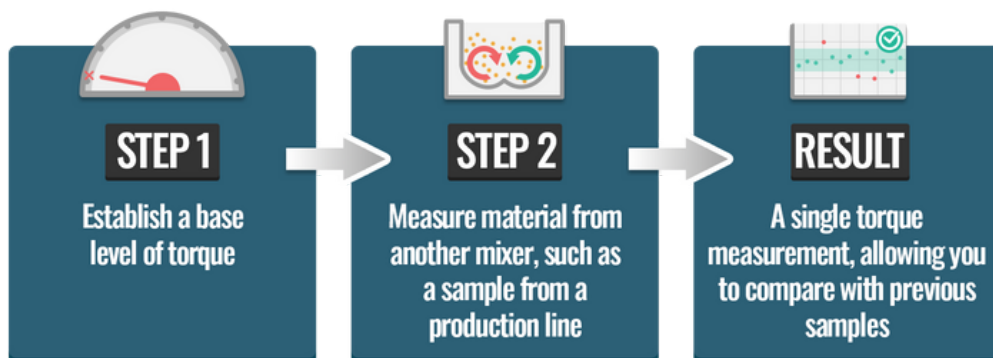 STEP 1
Establish a base
level of torque
STEP 2
Measure material from
another mixer, such as
a sample from a
production line
RESULT
A single torque
measurement, allowing you
to compare with previous
samples